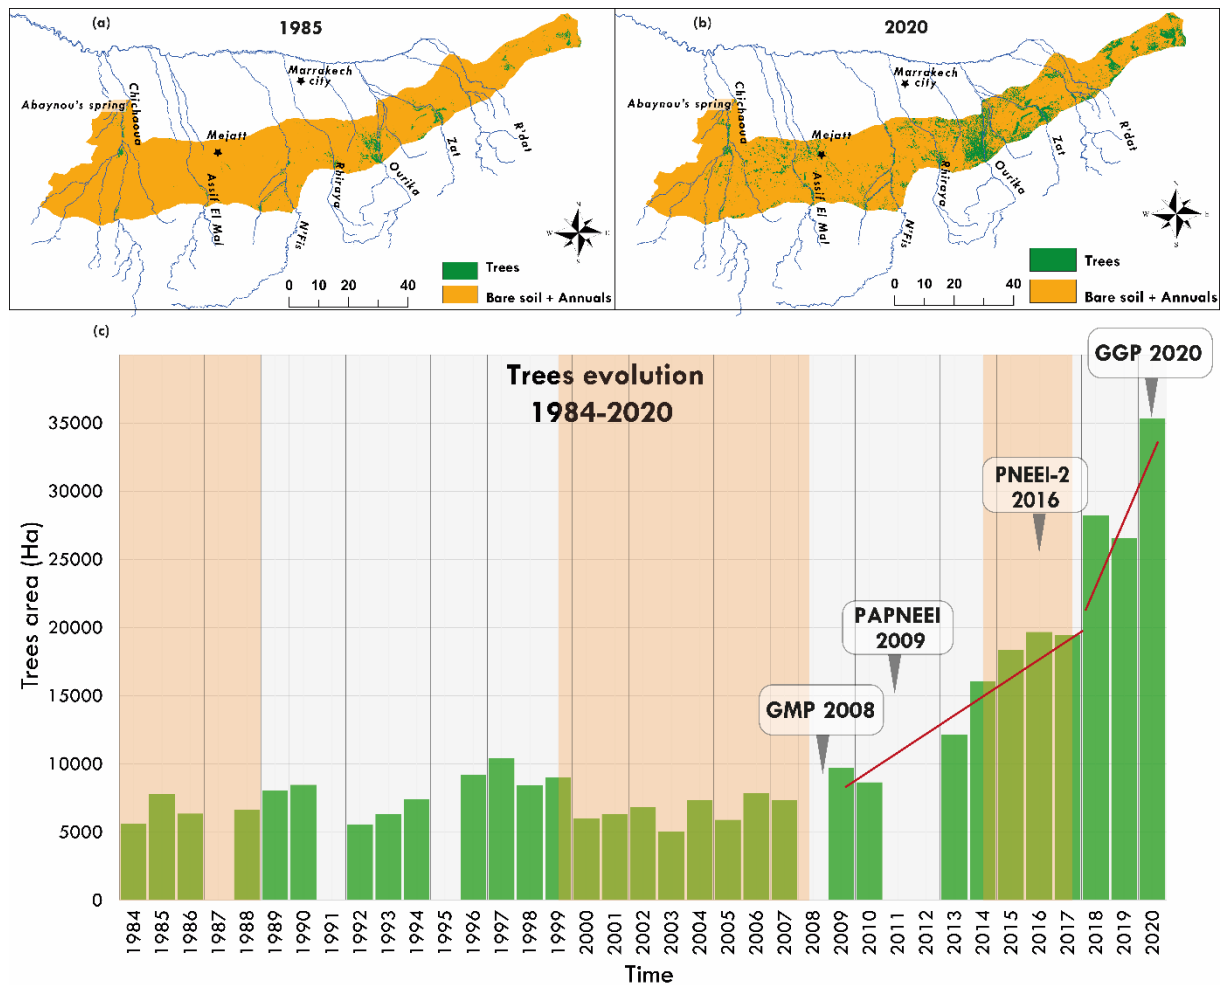 (a)
1985
Marrakech
city
Abaynou's spring
Chichaoua
Mejatt
Assif El Mal
N'Fis
Rhiraya
Ourika
Zat
R'dat
N
W
E
S
Trees
Bare soil + Annuals
0 10 20 40
(b)
2020
Marrakech
city
Abaynou's spring
Chichaoua
Mejatt
Assif El Mal
N'Fis
Rhiraya
Ourika
Zat
R'dat
W
E
Trees
Bare soil + Annuals
0 10 20 40
(c)
Trees evolution
1984-2020
GGP 2020
PNEEI-2
2016
PAPNEEI
2009
GMP 2008
Trees area (Ha)
35000
30000
25000
20000
15000
10000
5000
0
1984 1985 1986 1987 1988 1989 1990 1991 1992 1993 1994 1995 1996 1997 1998 1999 2000 2001 2002 2003 2004 2005 2006 2007 2008 2009 2010 2011 2012 2013 2014 2015 2016 2017 2018 2019 2020
Time